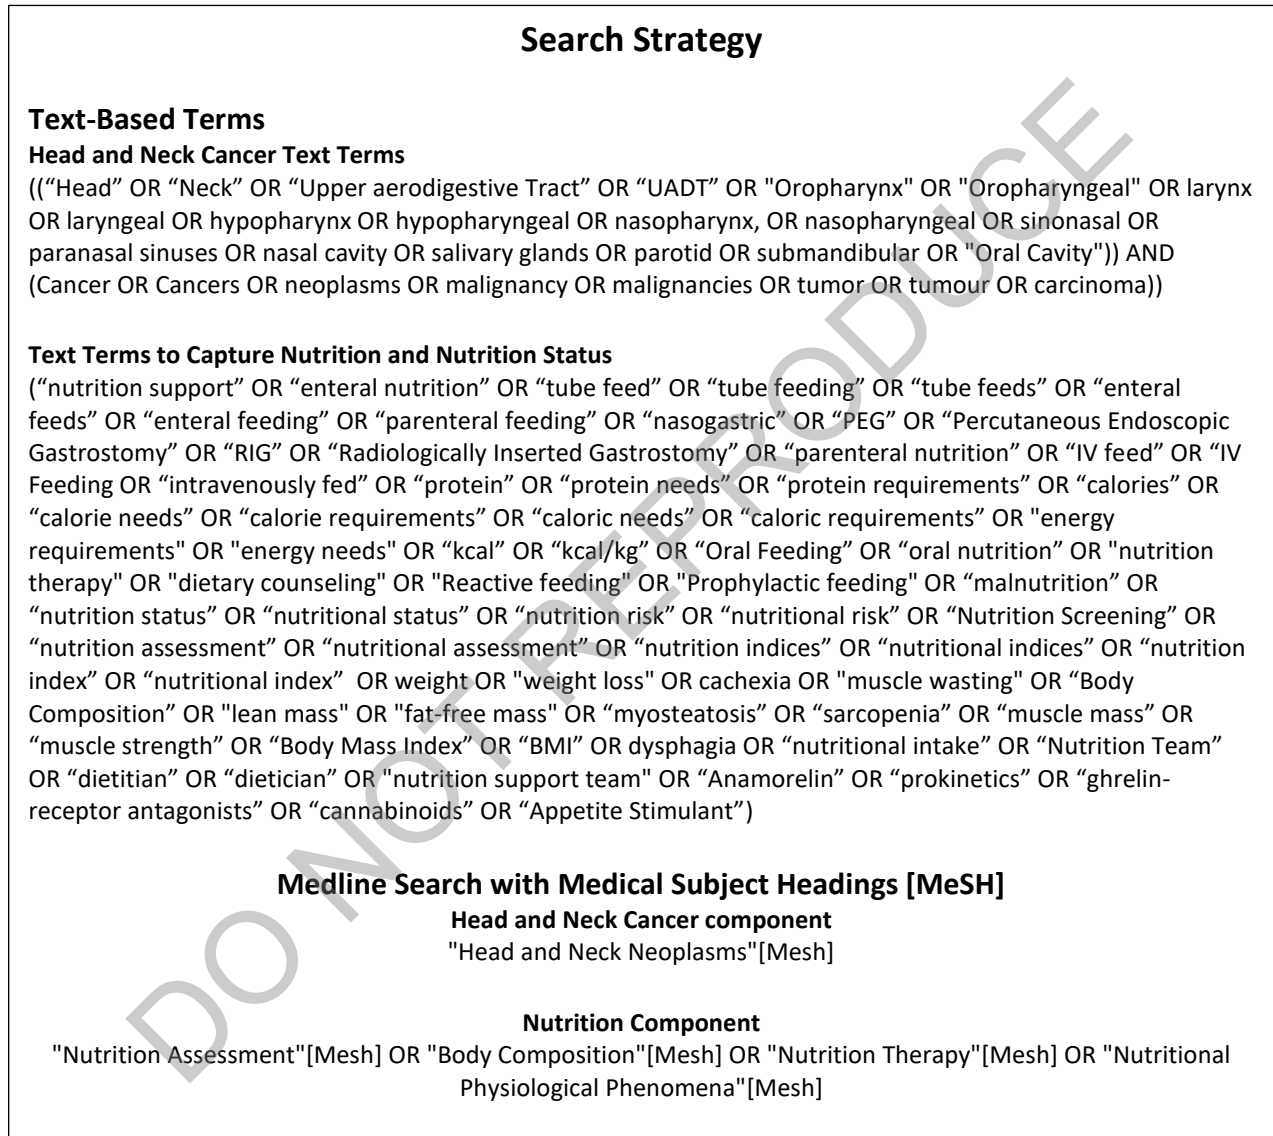 Search Strategy
Text-Based Terms
Head and Neck Cancer Text Terms
((“Head” OR “Neck” OR “Upper aerodigestive Tract” OR “UADT” OR "Oropharynx" OR "Oropharyngeal" OR larynx
OR laryngeal OR hypopharynx OR hypopharyngeal OR nasopharynx, OR nasopharyngeal OR sinonasal OR
paranasal sinuses OR nasal cavity OR salivary glands OR parotid OR submandibular OR "Oral Cavity")) AND
(Cancer OR Cancers OR neoplasms OR malignancy OR malignancies OR tumor OR tumour OR carcinoma))
Text Terms to Capture Nutrition and Nutrition Status
(“nutrition support” OR “enteral nutrition” OR “tube feed” OR “tube feeding” OR “tube feeds” OR “enteral
feeds” OR “enteral feeding” OR “parenteral feeding” OR “nasogastric” OR “PEG” OR “Percutaneous Endoscopic
Gastrostomy” OR “RIG” OR “Radiologically Inserted Gastrostomy” OR “parenteral nutrition” OR “IV feed” OR “IV
Feeding OR “intravenously fed” OR “protein” OR “protein needs” OR “protein requirements” OR “calories” OR
“calorie needs” OR “calorie requirements” OR “caloric needs” OR “caloric requirements” OR "energy
requirements" OR "energy needs" OR “kcal” OR “kcal/kg” OR “Oral Feeding” OR “oral nutrition” OR "nutrition
therapy" OR "dietary counseling" OR "Reactive feeding" OR "Prophylactic feeding" OR “malnutrition” OR
“nutrition status” OR “nutritional status” OR “nutrition risk” OR “nutritional risk” OR “Nutrition Screening” OR
“nutrition assessment” OR “nutritional assessment” OR “nutrition indices” OR “nutritional indices” OR “nutrition
index” OR “nutritional index”  OR weight OR "weight loss" OR cachexia OR "muscle wasting" OR “Body
Composition” OR "lean mass" OR "fat-free mass" OR “myosteatosis” OR “sarcopenia” OR “muscle mass” OR
“muscle strength” OR “Body Mass Index” OR “BMI” OR dysphagia OR “nutritional intake” OR “Nutrition Team”
OR “dietitian” OR “dietician” OR "nutrition support team" OR “Anamorelin” OR “prokinetics” OR “ghrelin-
receptor antagonists” OR “cannabinoids” OR “Appetite Stimulant”)
Medline Search with Medical Subject Headings [MeSH]
Head and Neck Cancer component
"Head and Neck Neoplasms"[Mesh]
Nutrition Component
"Nutrition Assessment"[Mesh] OR "Body Composition"[Mesh] OR "Nutrition Therapy"[Mesh] OR "Nutritional
Physiological Phenomena"[Mesh]
DO NOT REPRODUCE